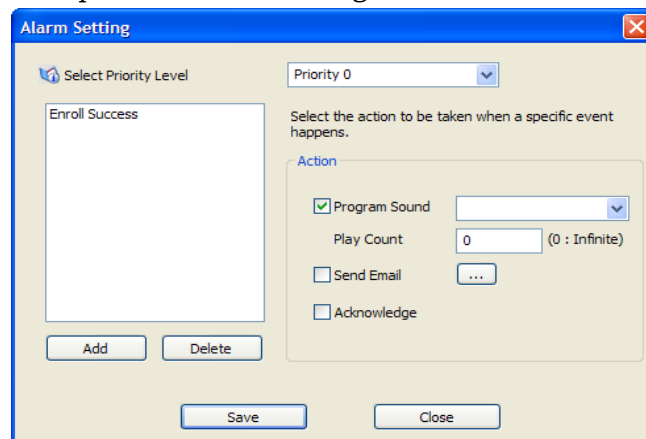 Alarm Setting
Select Priority Level
Priority 0
Enroll Success
Select the action to be taken when a specific event
happens.
Action
Program Sound
Play Count
0
(0 : Infinite)
Send Email
...
Acknowledge
Add
Delete
Save
Close